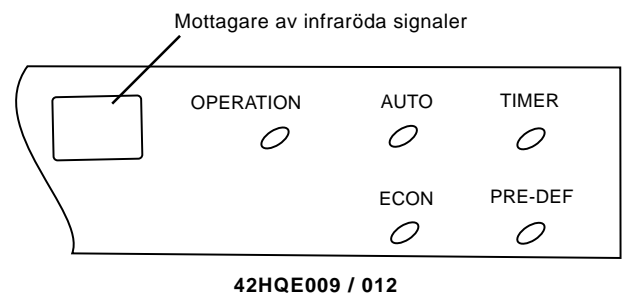 Mottagare av infraröda signaler
OPERATION AUTO TIMER
ECON PRE-DEF
42HQE009 / 012